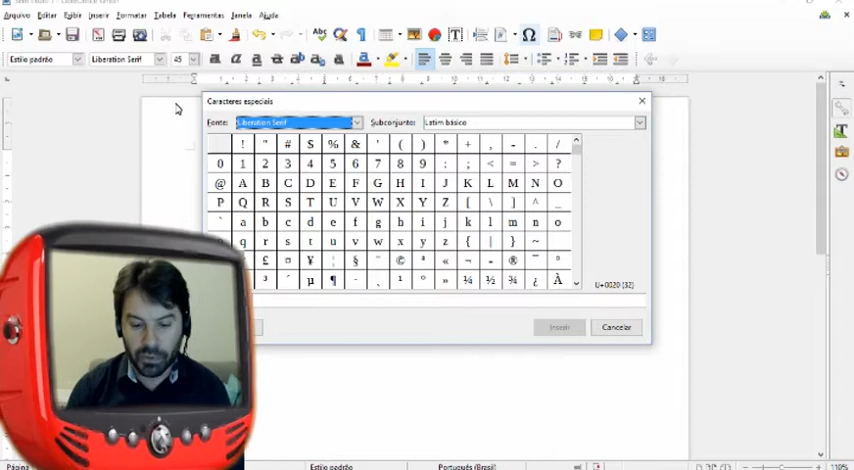 Arquivo Editar Exibir Inserir Formatar Tabela Ferramentas Janela Ajuda
Estilo padrão Liberation Serif 45
Caracteres especiais
Fonte: Liberation Serif Subconjunto: Latim básico
! " # $ % & ' ( ) * + , - . /
0 1 2 3 4 5 6 7 8 9 : ; < = > ?
@ A B C D E F G H I J K L M N O
P Q R S T U V W X Y Z [ \ ] ^ _
` a b c d e f g h i j k l m n o
q r s t u v w x y z { | } ~
£ ¤ ¥ ¦ § ¨ © ª « ¬ - ® ¯ °
³ ´ µ ¶ · ¸ ¹ º » ¼ ½ ¾ ¿ À
U+0020 (32)
Inserir Cancelar
Página Estilo padrão Português (Brasil) 110%